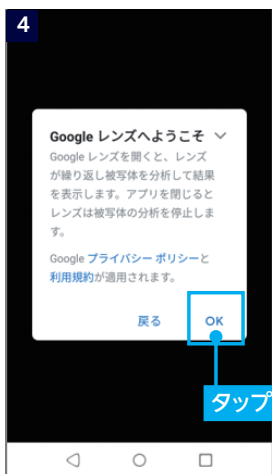 4
Google レンズへようこそ
Google レンズを開くと、レンズ
が繰り返し被写体を分析して結果
を表示します。アプリを閉じると
レンズは被写体の分析を停止しま
す。
Google プライバシー ポリシーと
利用規約が適用されます。
戻る OK
タップ